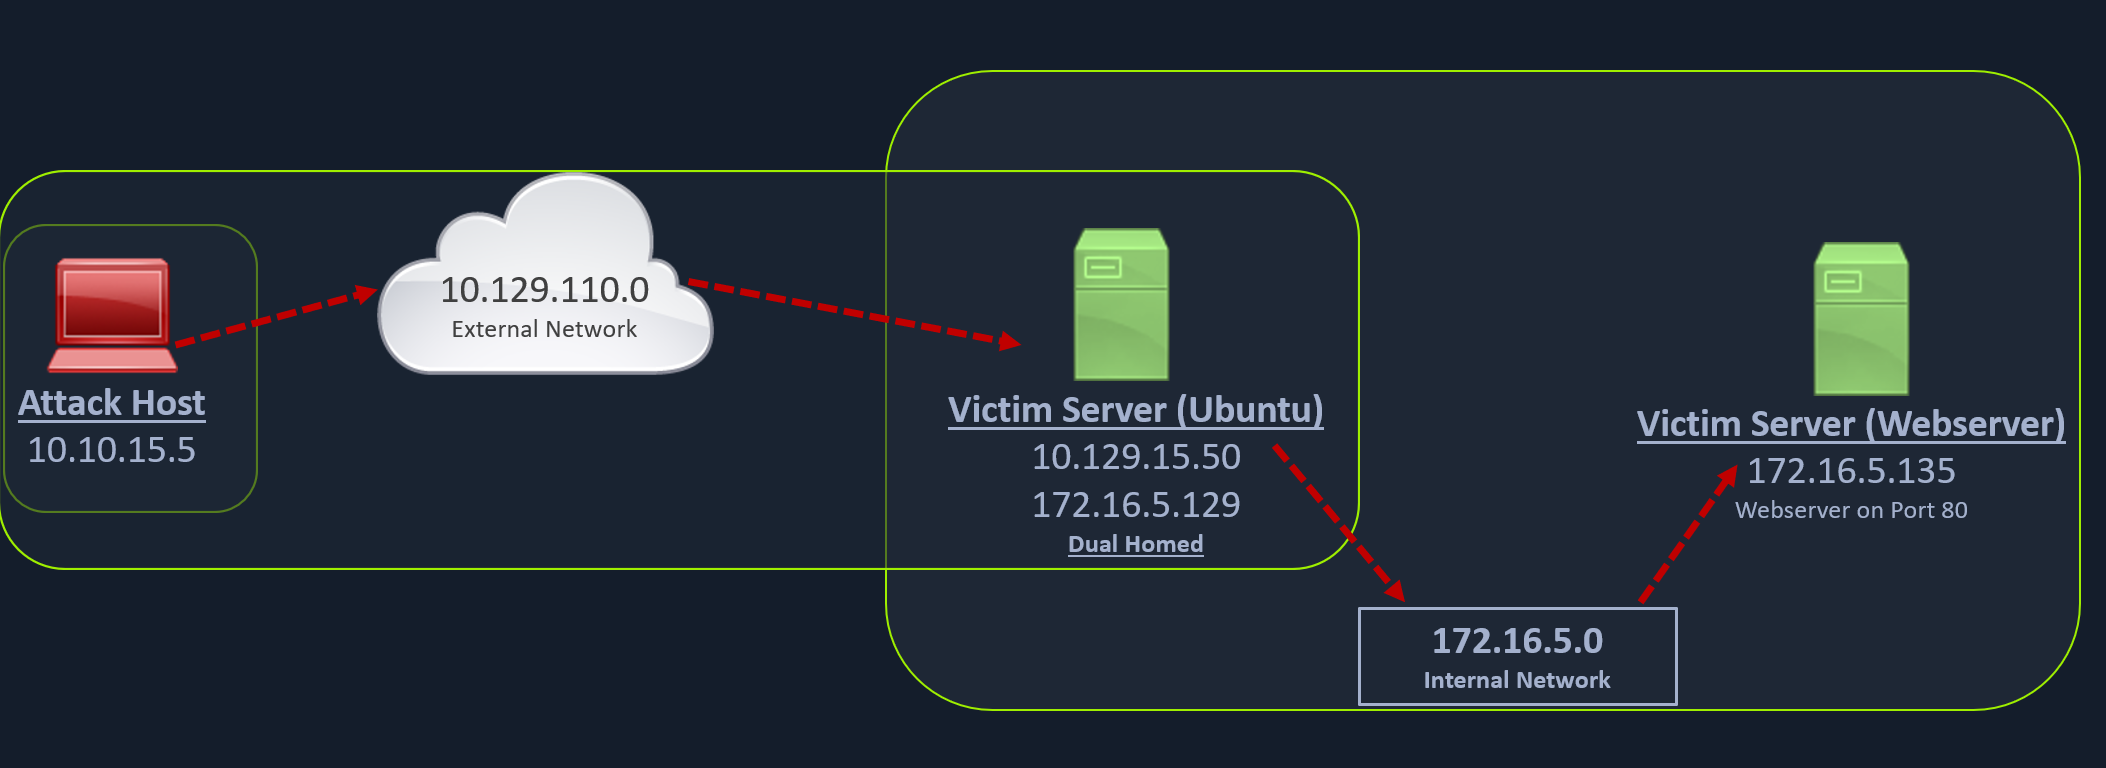 Attack Host
10.10.15.5
10.129.110.0
External Network
Victim Server (Ubuntu)
10.129.15.50
172.16.5.129
Dual Homed
172.16.5.0
Internal Network
Victim Server (Webserver)
172.16.5.135
Webserver on Port 80